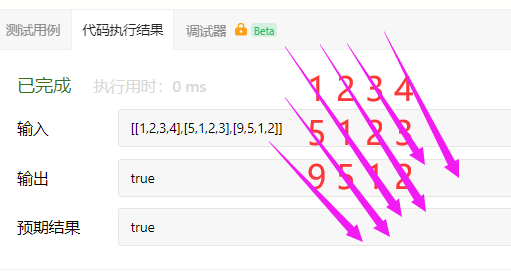 测试用例 代码执行结果 调试器 Beta
已完成 执行用时：0 ms
输入 [[1,2,3,4],[5,1,2,3],[9,5,1,2]]
输出 true
预期结果 true
1 2 3 4
5 1 2 3
9 5 1 2